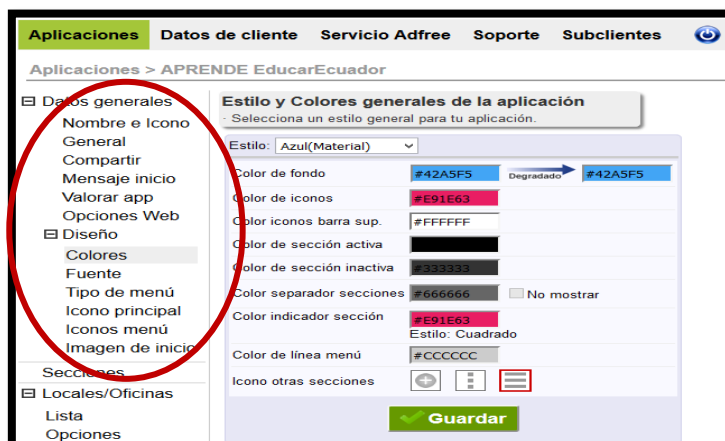 Aplicaciones Datos de cliente Servicio Adfree Soporte Subclientes
Aplicaciones > APRENDE EducarEcuador
Datos generales
Nombre e Icono
General
Compartir
Mensaje inicio
Valorar app
Opciones Web
Diseño
Colores
Fuente
Tipo de menú
Icono principal
Iconos menú
Imagen de inicio
Secciones
Locales/Oficinas
Lista
Opciones
Estilo y Colores generales de la aplicación
· Selecciona un estilo general para tu aplicación.
Estilo: Azul(Material)
Color de fondo #42A5F5 Degradado #42A5F5
Color de iconos #E91E63
Color iconos barra sup. #FFFFFF
Color de sección activa
Color de sección inactiva #333333
Color separador secciones #666666 No mostrar
Color indicador sección #E91E63
Estilo: Cuadrado
Color de línea menú #CCCCCC
Icono otras secciones
Guardar